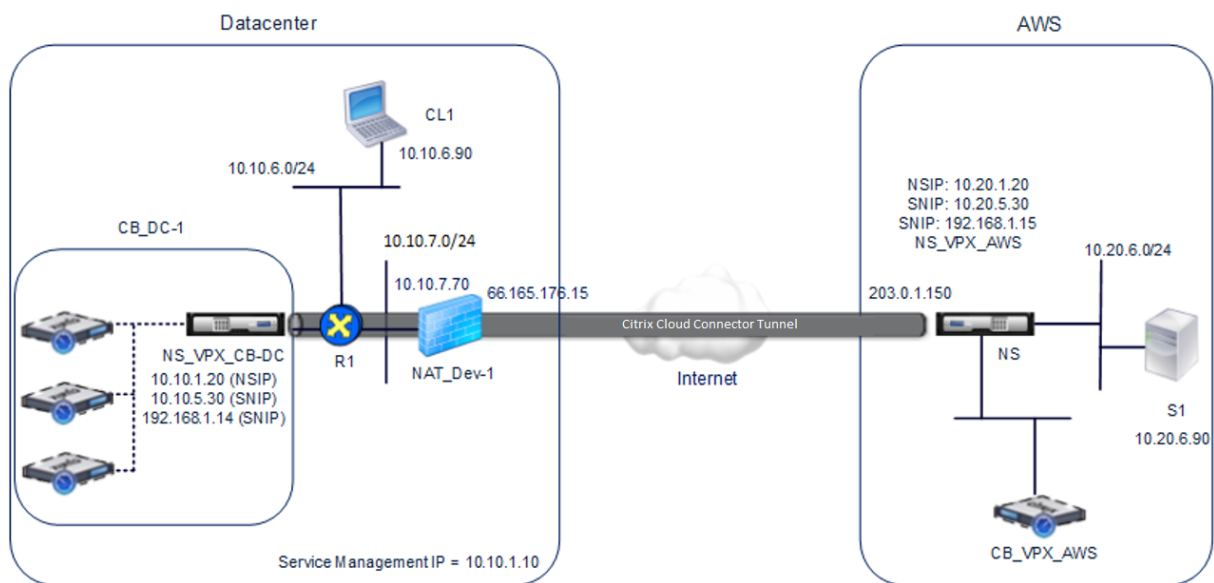 Datacenter
AWS
CL1
10.10.6.90
10.10.6.0/24
CB_DC-1
10.10.7.0/24
10.10.7.70
66.165.176.15
NS_VPX_CB-DC
10.10.1.20 (NSIP)
10.10.5.30 (SNIP)
192.168.1.14 (SNIP)
R1
NAT_Dev-1
Citrix Cloud Connector Tunnel
Internet
203.0.1.150
NSIP: 10.20.1.20
SNIP: 10.20.5.30
SNIP: 192.168.1.15
NS_VPX_AWS
10.20.6.0/24
NS
S1
10.20.6.90
CB_VPX_AWS
Service Management IP = 10.10.1.10